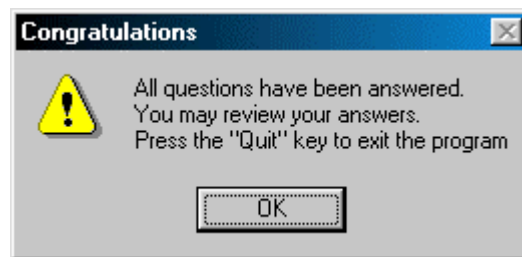 Congratulations
All questions have been answered.
You may review your answers.
Press the "Quit" key to exit the program
OK